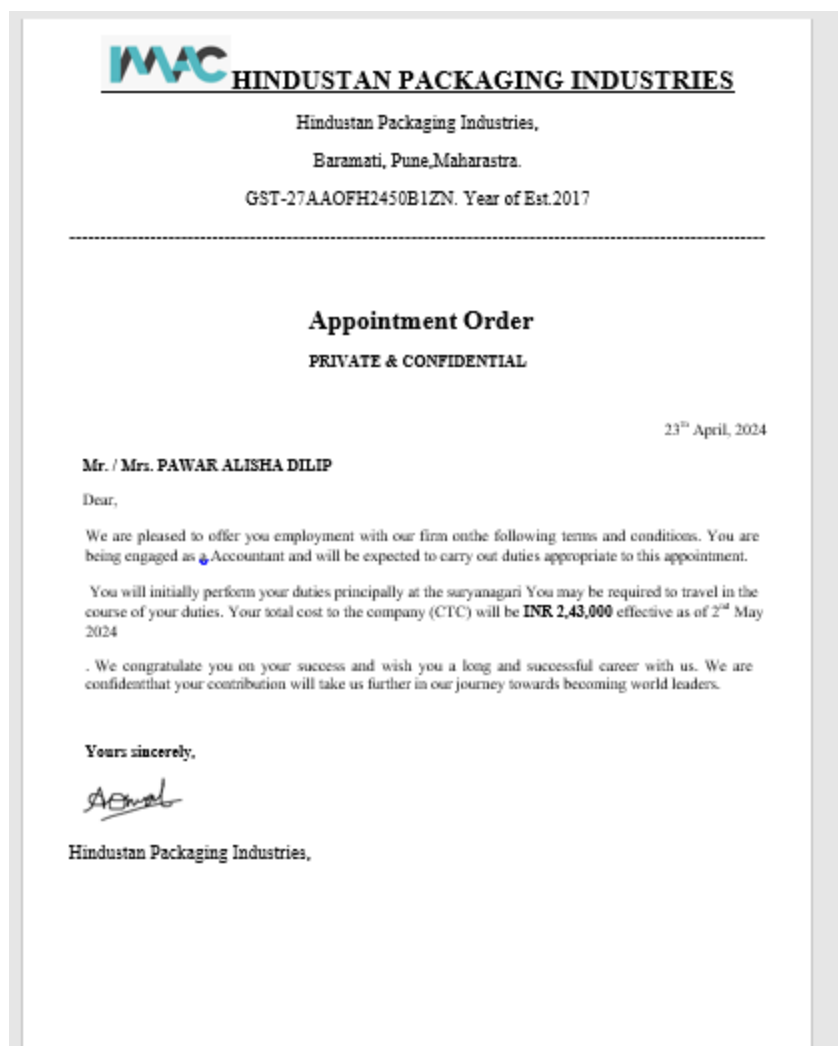 IMAC HINDUSTAN PACKAGING INDUSTRIES
Hindustan Packaging Industries,
Baramati, Pune,Maharastra.
GST-27AAOFH2450B1ZN. Year of Est.2017
Appointment Order
PRIVATE & CONFIDENTIAL
23th April, 2024
Mr. / Mrs. PAWAR ALISHA DILIP
Dear,
We are pleased to offer you employment with our firm onthe following terms and conditions. You are
being engaged as a Accountant and will be expected to carry out duties appropriate to this appointment.
You will initially perform your duties principally at the suryanagari You may be required to travel in the
course of your duties. Your total cost to the company (CTC) will be INR 2,43,000 effective as of 2nd May
2024
. We congratulate you on your success and wish you a long and successful career with us. We are
confidentthat your contribution will take us further in our journey towards becoming world leaders.
Yours sincerely,
Hindustan Packaging Industries,